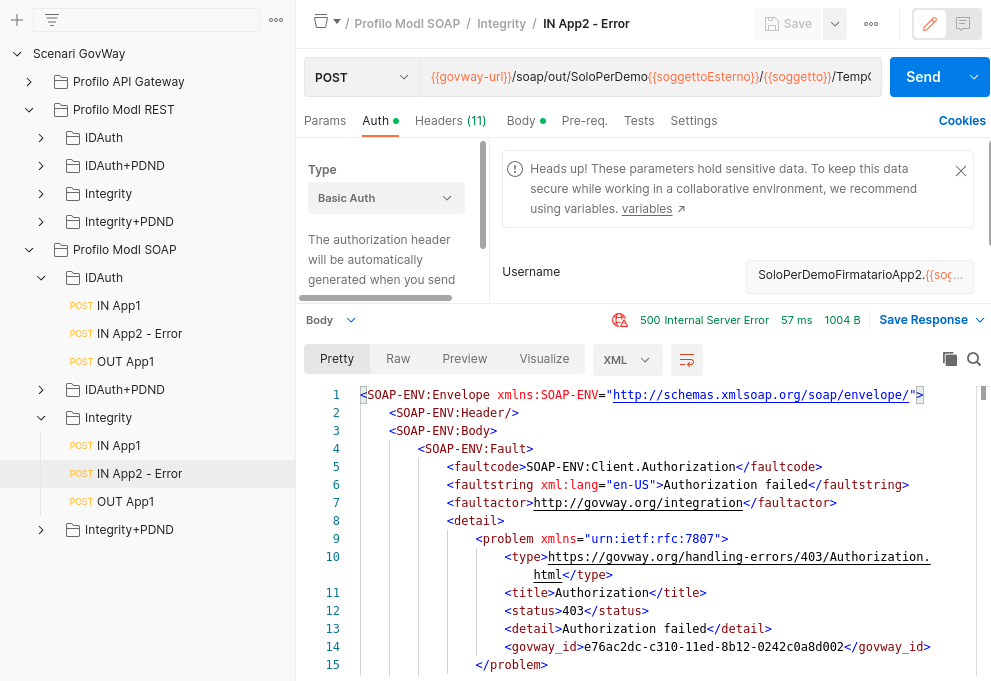 / Profilo ModI SOAP / Integrity / IN App2 - Error
Save
Scenari GovWay
Profilo API Gateway
Profilo ModI REST
IDAuth
IDAuth+PDND
Integrity
Integrity+PDND
Profilo ModI SOAP
IDAuth
POST IN App1
POST IN App2 - Error
POST OUT App1
IDAuth+PDND
Integrity
POST IN App1
POST IN App2 - Error
POST OUT App1
Integrity+PDND
POST
{{govway-url}}/soap/out/SoloPerDemo{{soggettoEsterno}}/{{soggetto}}/Temp
Send
Params Auth Headers (11) Body Pre-req. Tests Settings Cookies
Type
Basic Auth
The authorization header
will be automatically
generated when you send
Heads up! These parameters hold sensitive data. To keep this data
secure while working in a collaborative environment, we recommend
using variables. variables ↗
Username
SoloPerDemoFirmatarioApp2.{{sog...
Body
500 Internal Server Error 57 ms 1004 B Save Response
Pretty Raw Preview Visualize XML
1 <SOAP-ENV:Envelope xmlns:SOAP-ENV="http://schemas.xmlsoap.org/soap/envelope/">
2 <SOAP-ENV:Header/>
3 <SOAP-ENV:Body>
4 <SOAP-ENV:Fault>
5 <faultcode>SOAP-ENV:Client.Authorization</faultcode>
6 <faultstring xml:lang="en-US">Authorization failed</faultstring>
7 <faultactor>http://govway.org/integration</faultactor>
8 <detail>
9 <problem xmlns="urn:ietf:rfc:7807">
10 <type>https://govway.org/handling-errors/403/Authorization.
html</type>
11 <title>Authorization</title>
12 <status>403</status>
13 <detail>Authorization failed</detail>
14 <govway_id>e76ac2dc-c310-11ed-8b12-0242c0a8d002</govway_id>
15 </problem>